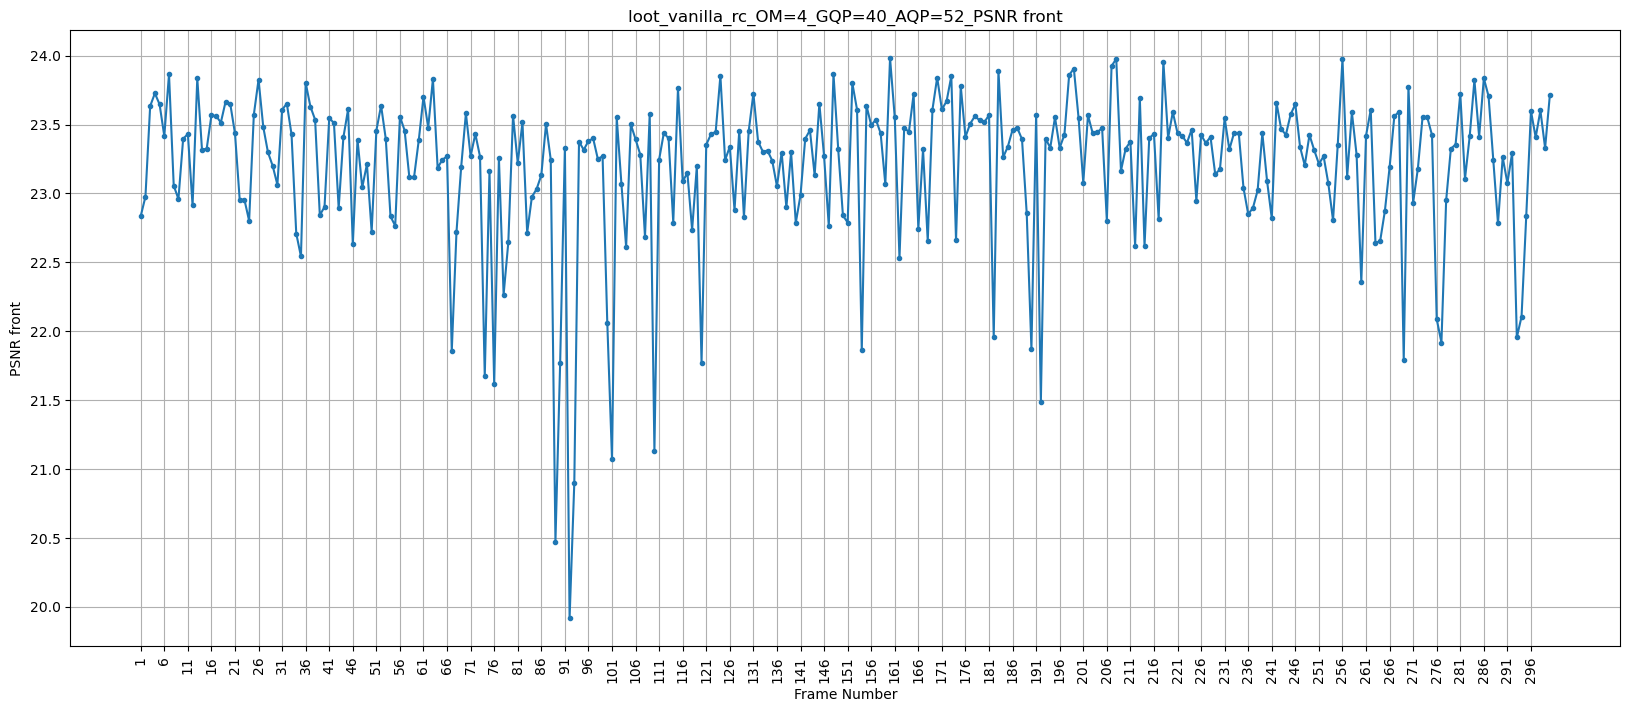 loot_vanilla_rc_OM=4_GQP=40_AQP=52_PSNR front
24.0
23.5
23.0
22.5
22.0
21.5
21.0
20.5
20.0
PSNR front
1 6 11 16 21 26 31 36 41 46 51 56 61 66 71 76 81 86 91 96 101 106 111 116 121 126 131 136 141 146 151 156 161 166 171 176 181 186 191 196 201 206 211 216 221 226 231 236 241 246 251 256 261 266 271 276 281 286 291 296
Frame Number